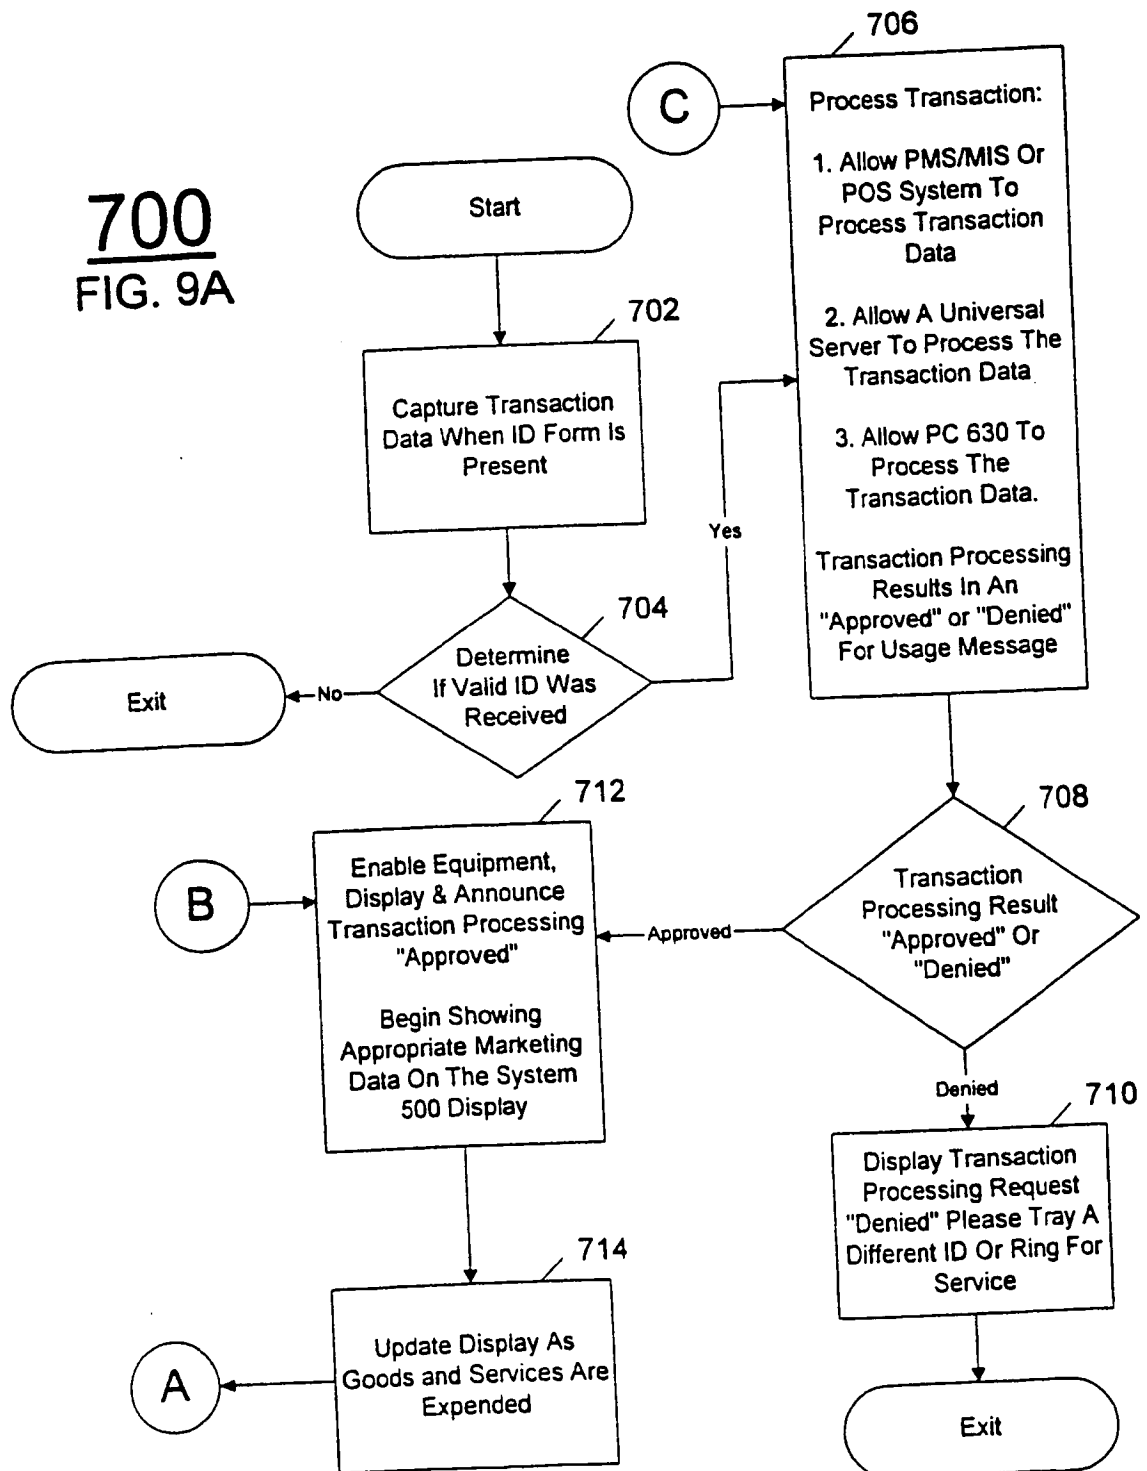 700
FIG. 9A
Start
702
Capture Transaction
Data When ID Form Is
Present
704
Determine
If Valid ID Was
Received
No
Exit
Yes
C
706
Process Transaction:
1. Allow PMS/MIS Or
POS System To
Process Transaction
Data
2. Allow A Universal
Server To Process The
Transaction Data
3. Allow PC 630 To
Process The
Transaction Data.
Transaction Processing
Results In An
"Approved" or "Denied"
For Usage Message
708
Transaction
Processing Result
"Approved" Or
"Denied"
Approved
Denied
710
Display Transaction
Processing Request
"Denied" Please Tray A
Different ID Or Ring For
Service
Exit
B
712
Enable Equipment,
Display & Announce
Transaction Processing
"Approved"
Begin Showing
Appropriate Marketing
Data On The System
500 Display
714
Update Display As
Goods and Services Are
Expended
A